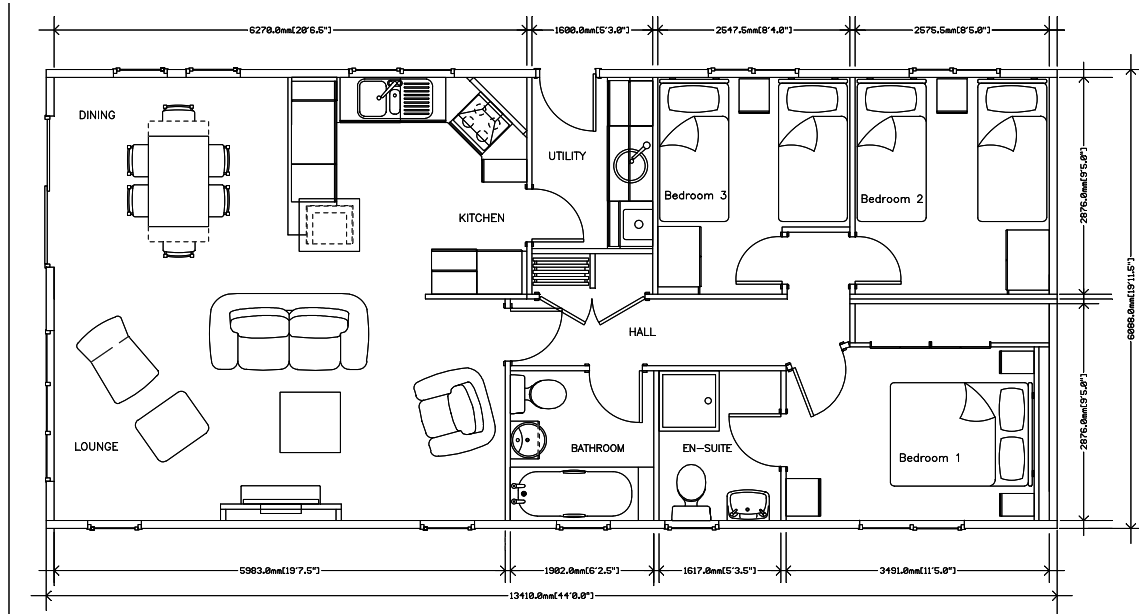 6270.0mm[20'6.5"] 1600.0mm[5'3.0"] 2547.5mm[8'4.0"] 2575.5mm[8'5.0"]
DINING
UTILITY
Bedroom 3
Bedroom 2
KITCHEN
2876.0mm[9'5.0"]
6088.0mm[19'11.5"]
HALL
2876.0mm[9'5.0"]
LOUNGE
BATHROOM
EN-SUITE
Bedroom 1
5983.0mm[19'7.5"] 1902.0mm[6'2.5"] 1617.0mm[5'3.5"] 3491.0mm[11'5.0"]
13410.0mm[44'0.0"]